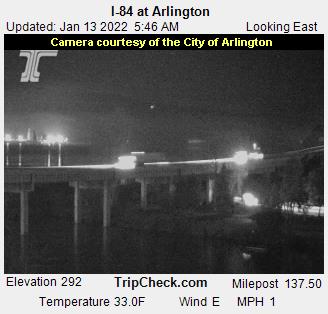 I-84 at Arlington
Updated: Jan 13 2022 5:46 AM Looking East
Camera courtesy of the City of Arlington
Elevation 292 TripCheck.com Milepost 137.50
Temperature 33.0F Wind E MPH 1